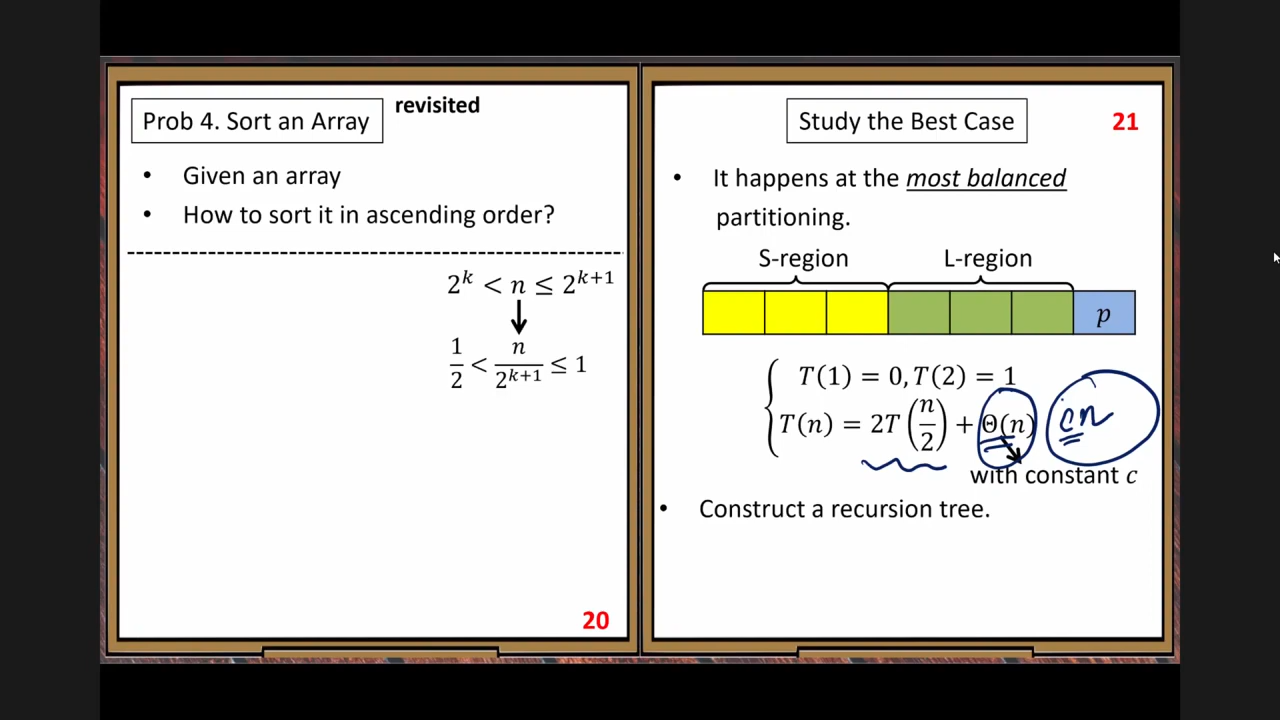 Prob 4. Sort an Array
revisited
• Given an array
• How to sort it in ascending order?
2^k < n ≤ 2^{k+1}
1/2 < n/2^{k+1} ≤ 1
20
Study the Best Case
21
• It happens at the most balanced
partitioning.
S-region L-region
p
T(1) = 0, T(2) = 1
T(n) = 2T(n/2) + Θ(n) cn
with constant c
• Construct a recursion tree.